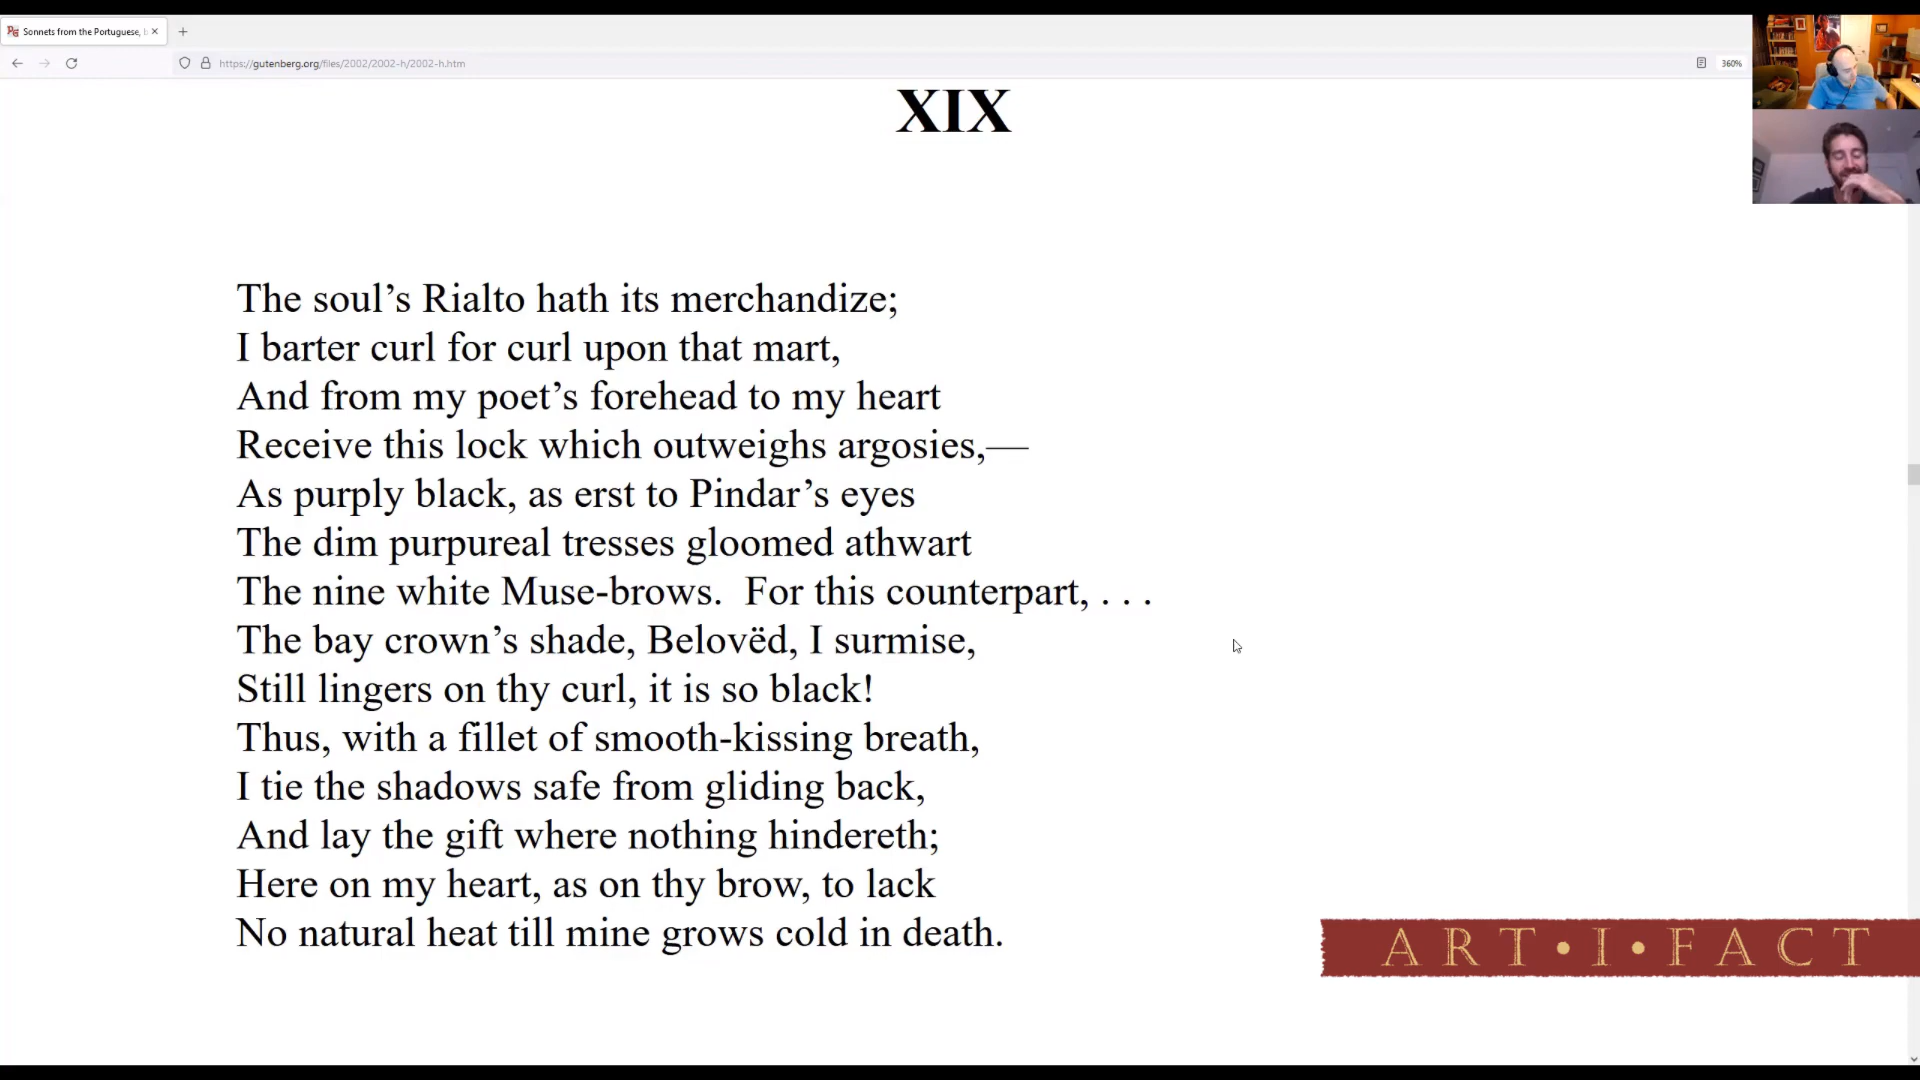 Sonnets from the Portuguese,
https://gutenberg.org/files/2002/2002-h/2002-h.htm
360%
XIX
The soul’s Rialto hath its merchandize;
I barter curl for curl upon that mart,
And from my poet’s forehead to my heart
Receive this lock which outweighs argosies,—
As purply black, as erst to Pindar’s eyes
The dim purpureal tresses gloomed athwart
The nine white Muse-brows.  For this counterpart, . . .
The bay crown’s shade, Belovëd, I surmise,
Still lingers on thy curl, it is so black!
Thus, with a fillet of smooth-kissing breath,
I tie the shadows safe from gliding back,
And lay the gift where nothing hindereth;
Here on my heart, as on thy brow, to lack
No natural heat till mine grows cold in death.
ART•I•FACT